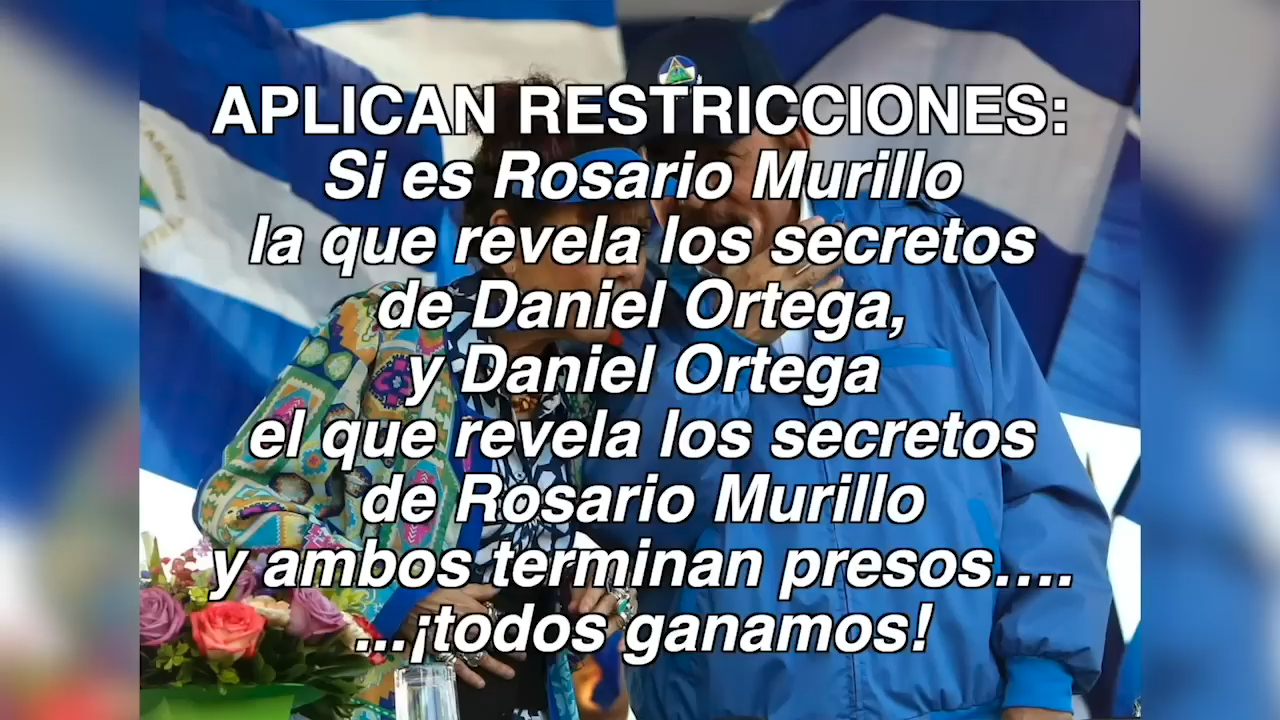 APLICAN RESTRICCIONES:
Si es Rosario Murillo
la que revela los secretos
de Daniel Ortega,
y Daniel Ortega
el que revela los secretos
de Rosario Murillo
y ambos terminan presos....
...¡todos ganamos!